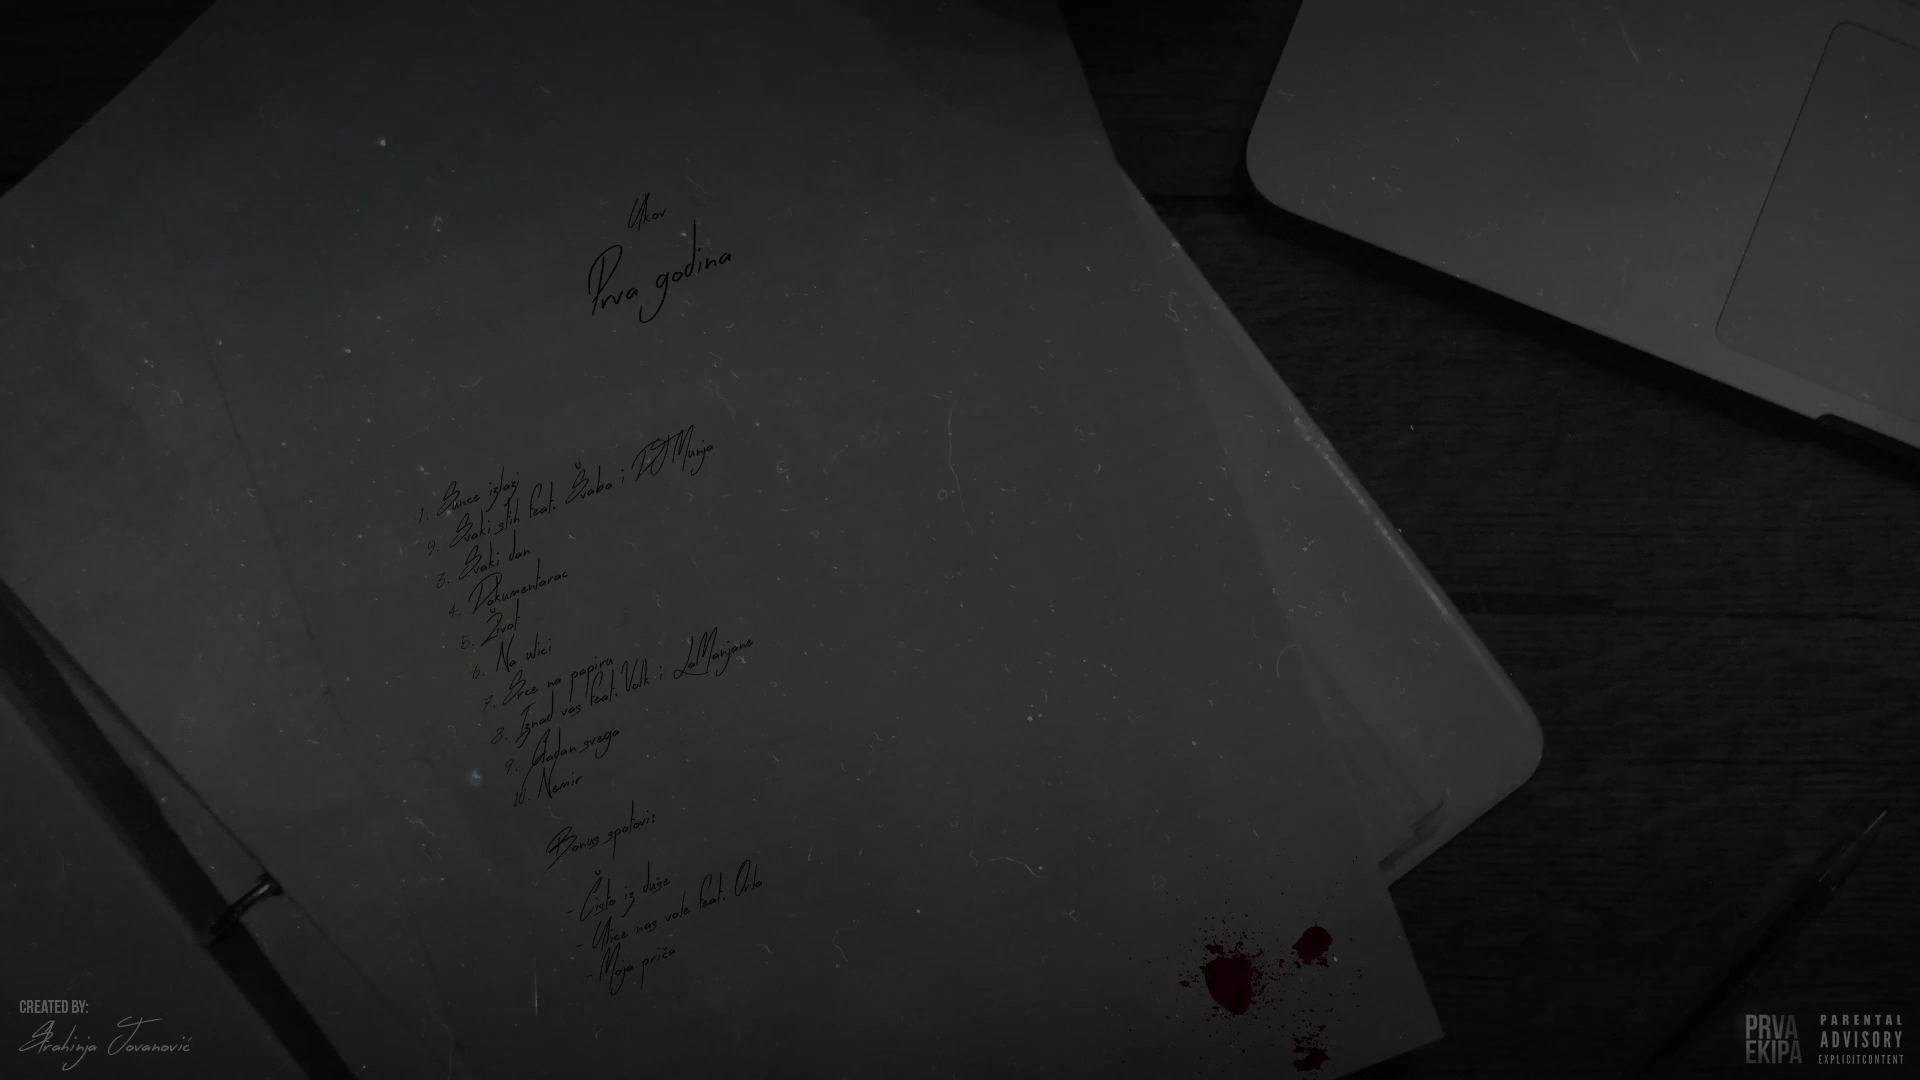 Ukov
Prva godina
1. Sunce izlazi
2. Svaki stih feat. Švaba i DJ Munja
3. Svaki dan
4. Dokumentarac
5. Život
6. Na ulici
7. Srce na papiru
8. Iznad vas feat. Volk i LaManjane
9. Gladan svega
10. Nemir
Bonus spotovi:
- Čisto iz duše
- Ulice nas vole feat. Orla
- Moja priča
CREATED BY:
Strahinja Jovanović
PRVA
EKIPA
PARENTAL
ADVISORY
EXPLICIT CONTENT